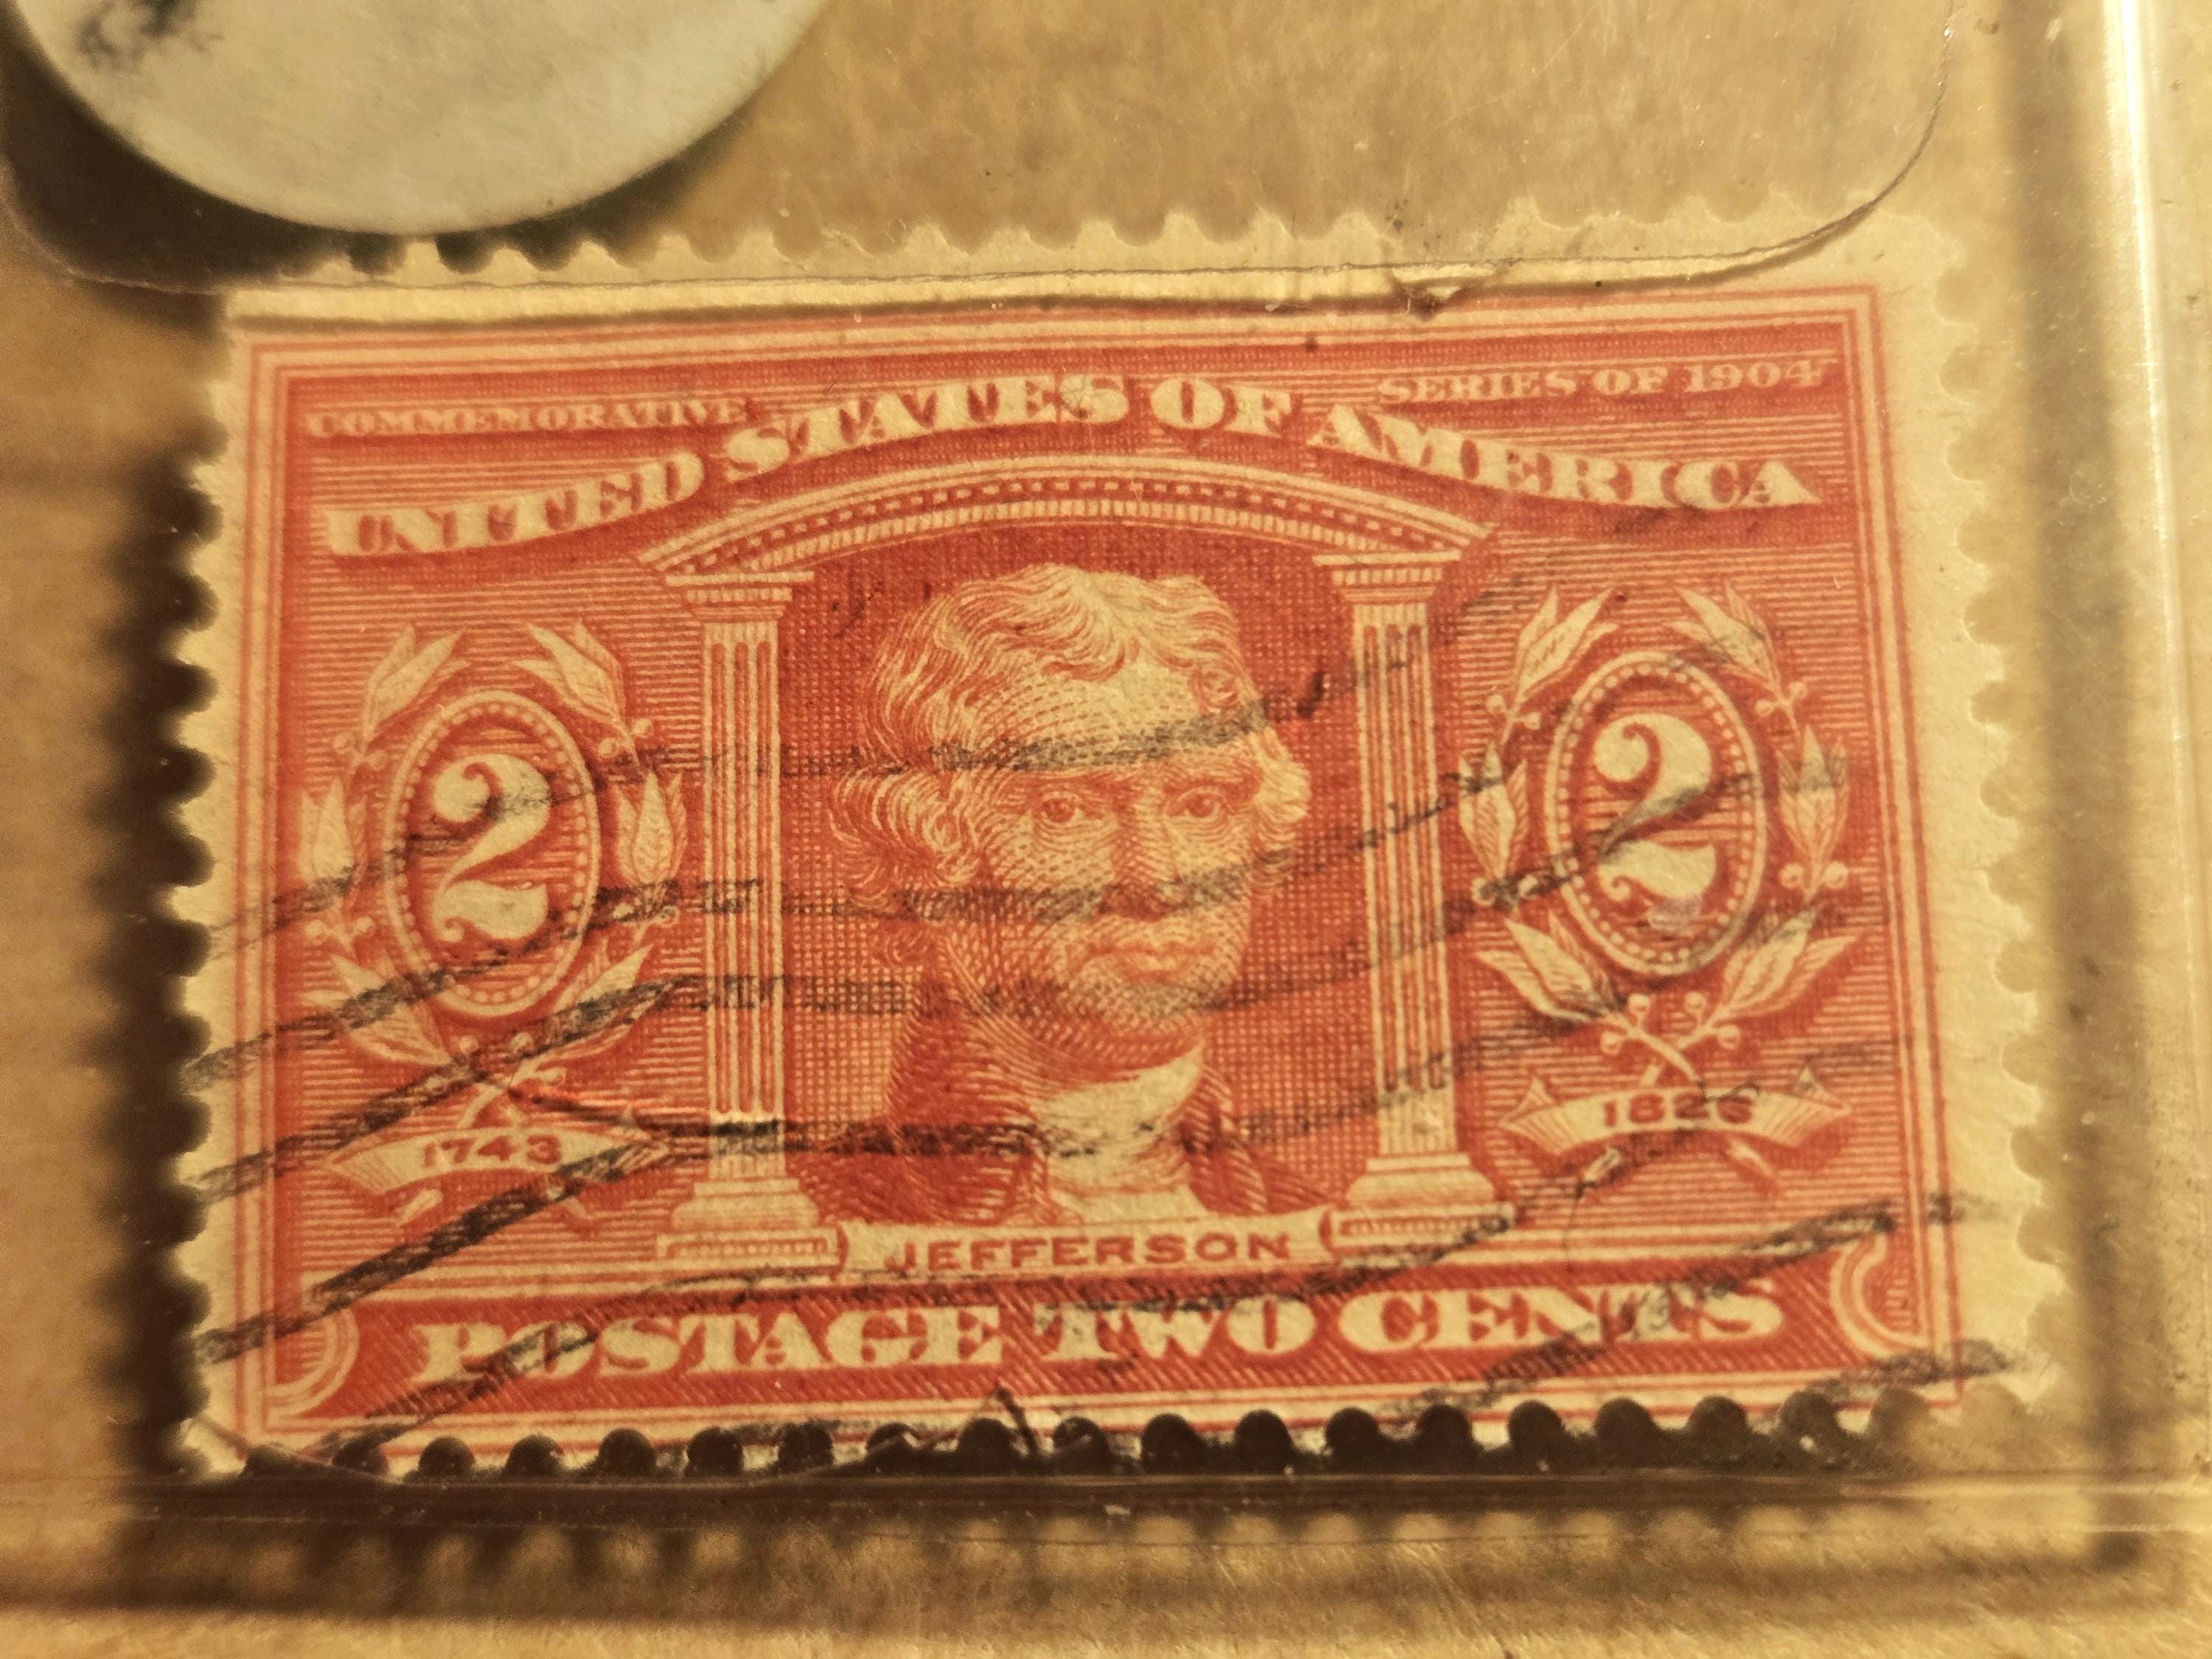 COMMEMORATIVE SERIES OF 1904
UNITED STATES OF AMERICA
2 2
1743 1826
JEFFERSON
POSTAGE TWO CENTS